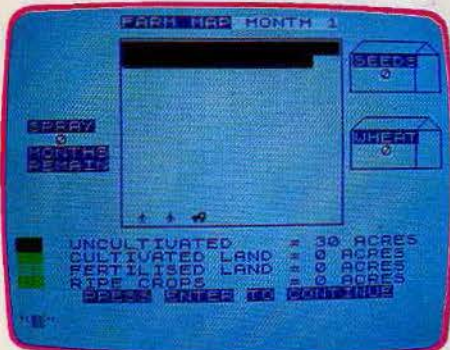 FARM MAP MONTH 1
SEEDS
0
SPRAY
0
MONTHS
REMAIN
WHEAT
0
UNCULTIVATED = 30 ACRES
CULTIVATED LAND = 0 ACRES
FERTILISED LAND = 0 ACRES
RIPE CROPS = 0 ACRES
PRESS ENTER TO CONTINUE